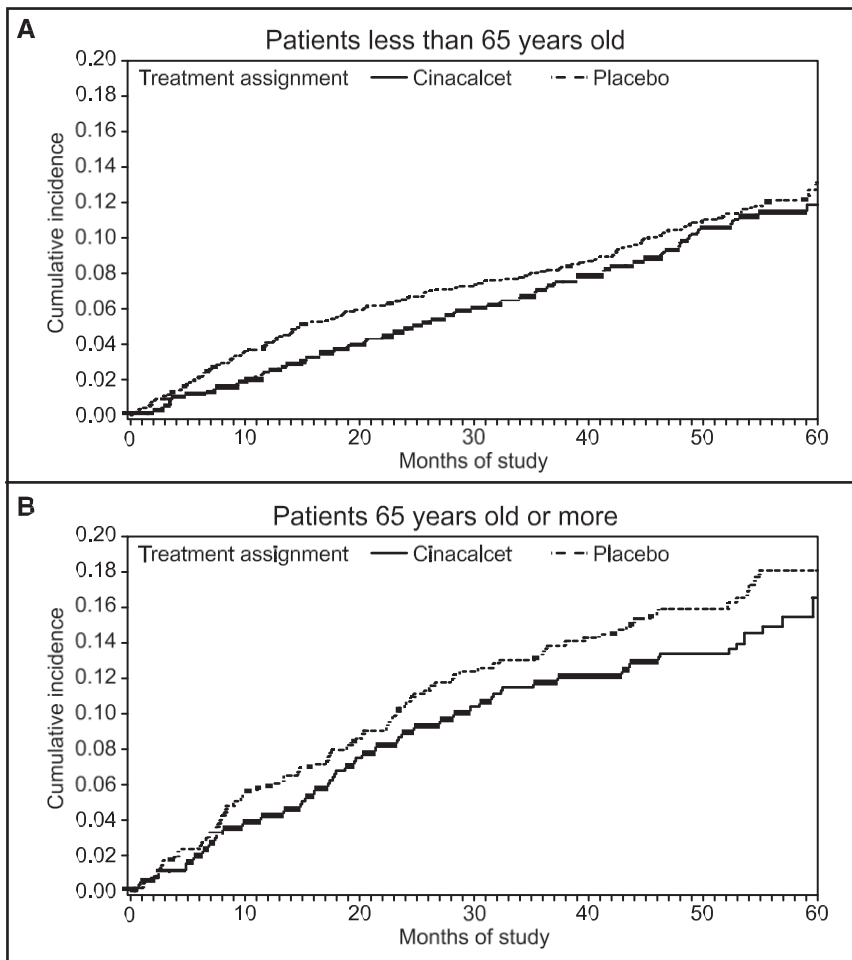 A
Patients less than 65 years old
0.20
Treatment assignment Cinacalcet Placebo
0.18
0.16
0.14
0.12
0.10
0.08
0.06
0.04
0.02
0.00
Cumulative incidence
0 10 20 30 40 50 60
Months of study
B
Patients 65 years old or more
0.20
Treatment assignment Cinacalcet Placebo
0.18
0.16
0.14
0.12
0.10
0.08
0.06
0.04
0.02
0.00
Cumulative incidence
0 10 20 30 40 50 60
Months of study